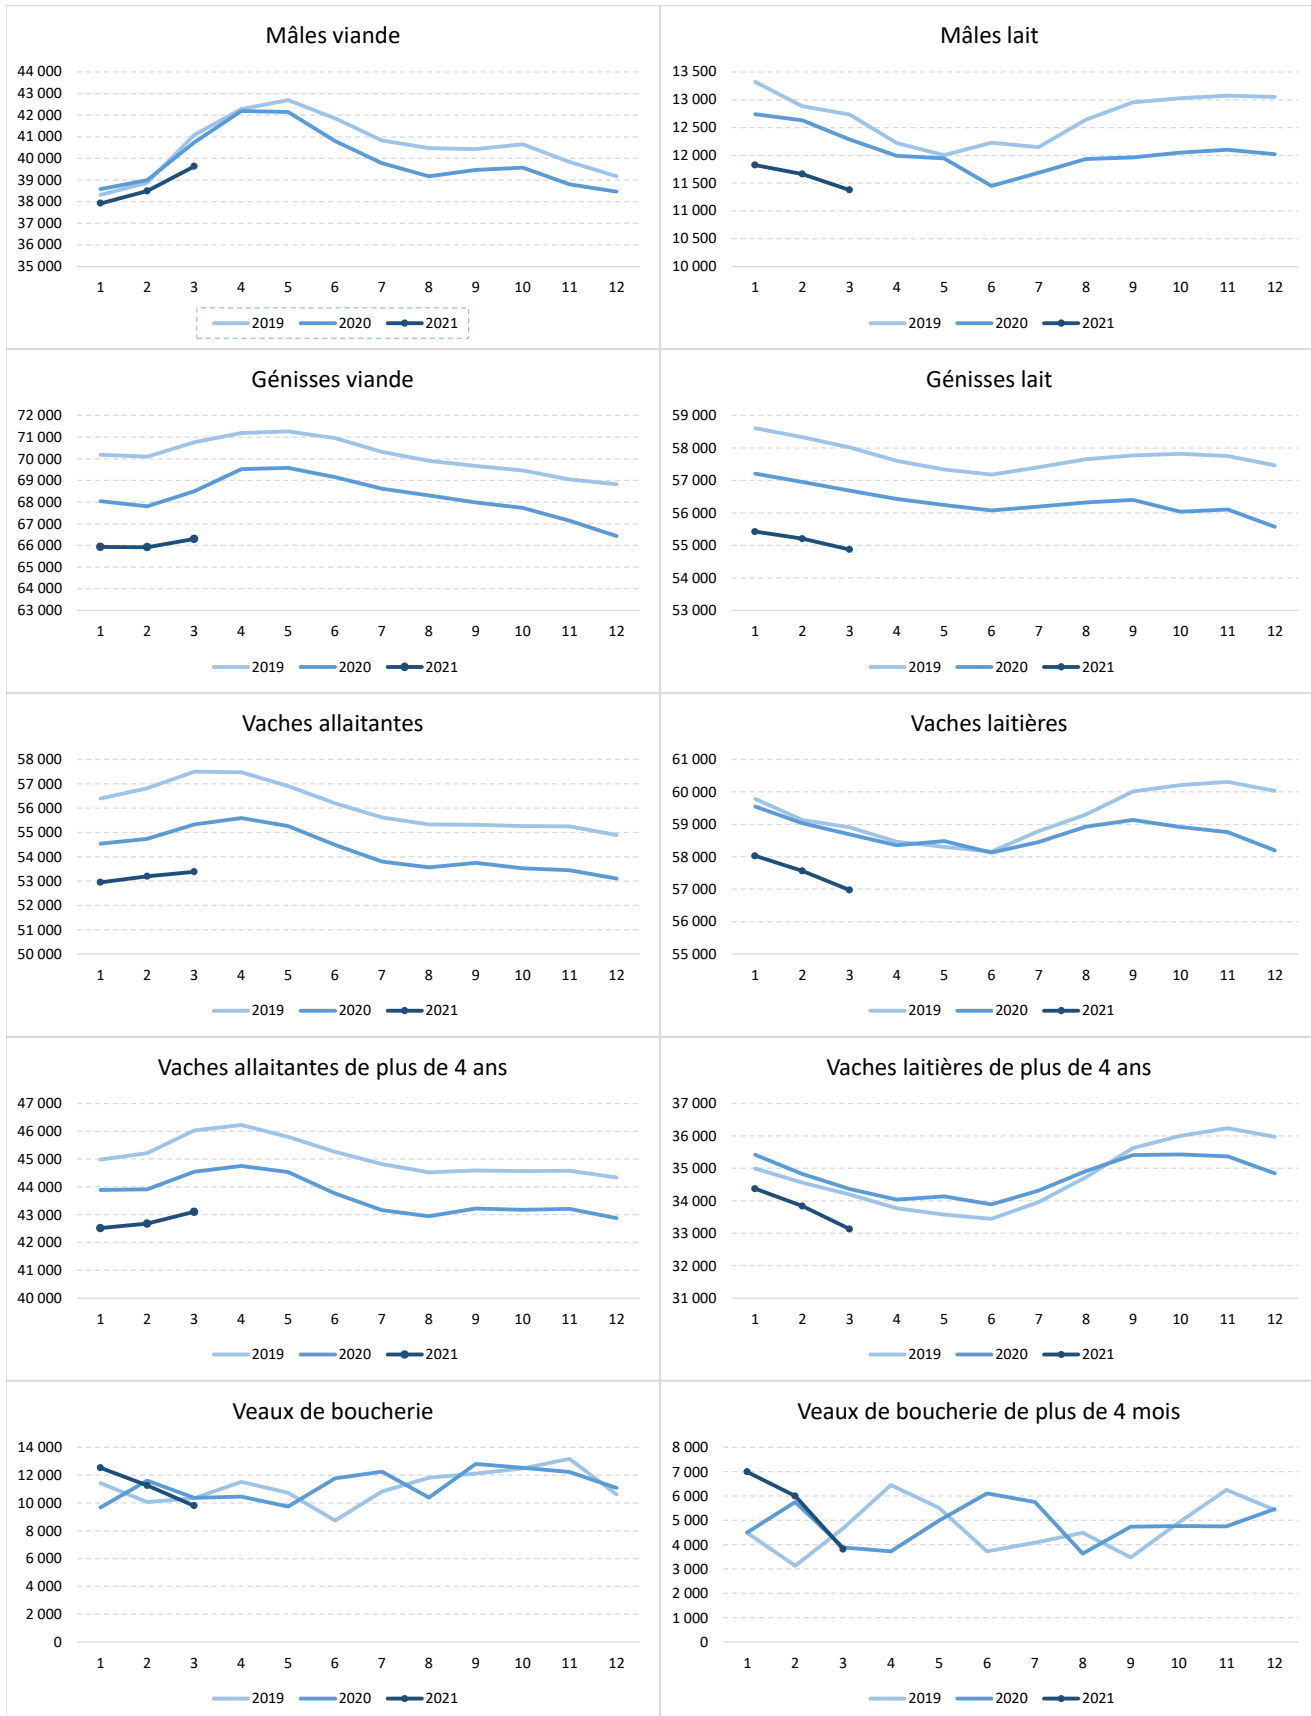 Mâles viande
44 000
43 000
42 000
41 000
40 000
39 000
38 000
37 000
36 000
35 000
1 2 3 4 5 6 7 8 9 10 11 12
2019 2020 2021
Mâles lait
13 500
13 000
12 500
12 000
11 500
11 000
10 500
10 000
1 2 3 4 5 6 7 8 9 10 11 12
2019 2020 2021
Génisses viande
72 000
71 000
70 000
69 000
68 000
67 000
66 000
65 000
64 000
63 000
1 2 3 4 5 6 7 8 9 10 11 12
2019 2020 2021
Génisses lait
59 000
58 000
57 000
56 000
55 000
54 000
53 000
1 2 3 4 5 6 7 8 9 10 11 12
2019 2020 2021
Vaches allaitantes
58 000
57 000
56 000
55 000
54 000
53 000
52 000
51 000
50 000
1 2 3 4 5 6 7 8 9 10 11 12
2019 2020 2021
Vaches laitières
61 000
60 000
59 000
58 000
57 000
56 000
55 000
1 2 3 4 5 6 7 8 9 10 11 12
2019 2020 2021
Vaches allaitantes de plus de 4 ans
47 000
46 000
45 000
44 000
43 000
42 000
41 000
40 000
1 2 3 4 5 6 7 8 9 10 11 12
2019 2020 2021
Vaches laitières de plus de 4 ans
37 000
36 000
35 000
34 000
33 000
32 000
31 000
1 2 3 4 5 6 7 8 9 10 11 12
2019 2020 2021
Veaux de boucherie
14 000
12 000
10 000
8 000
6 000
4 000
2 000
0
1 2 3 4 5 6 7 8 9 10 11 12
2019 2020 2021
Veaux de boucherie de plus de 4 mois
8 000
7 000
6 000
5 000
4 000
3 000
2 000
1 000
0
1 2 3 4 5 6 7 8 9 10 11 12
2019 2020 2021